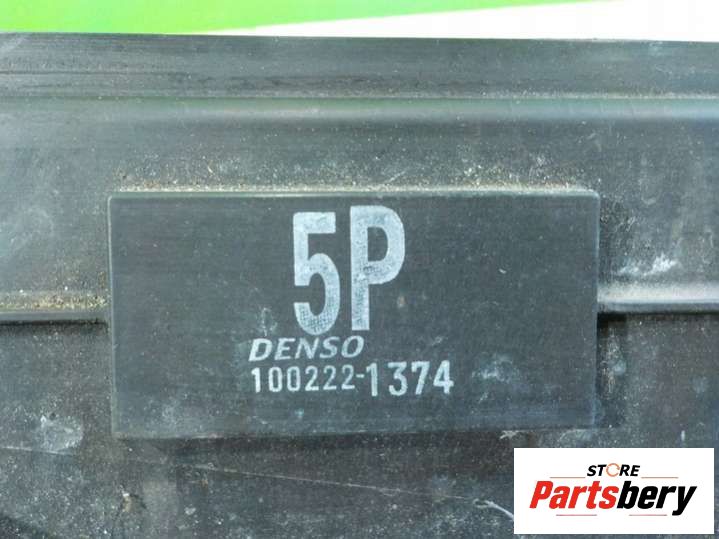 5P
DENSO
100222-1374
STORE
Partsbery